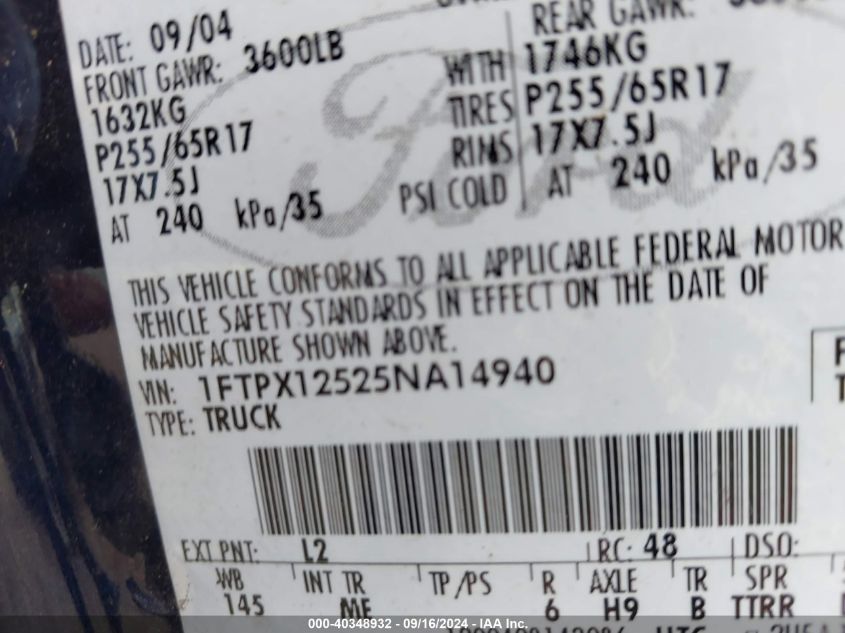 DATE: 09/04
FRONT GAWR: 3600LB REAR GAWR:
1632KG WITH 1746KG
P255/65R17 TIRES P255/65R17
17X7.5J RIMS 17X7.5J
AT 240 kPa/35 PSI COLD AT 240 kPa/35
Ford
THIS VEHICLE CONFORMS TO ALL APPLICABLE FEDERAL MOTOR
VEHICLE SAFETY STANDARDS IN EFFECT ON THE DATE OF
MANUFACTURE SHOWN ABOVE.
VIN: 1FTPX12525NA14940
TYPE: TRUCK
EXT PNT: L2 RC: 48 DSO:
WB INT TR TP/PS R AXLE TR SPR
145 ME 6 H9 B TTRR
000-40348932 - 09/16/2024 - IAAI Inc.